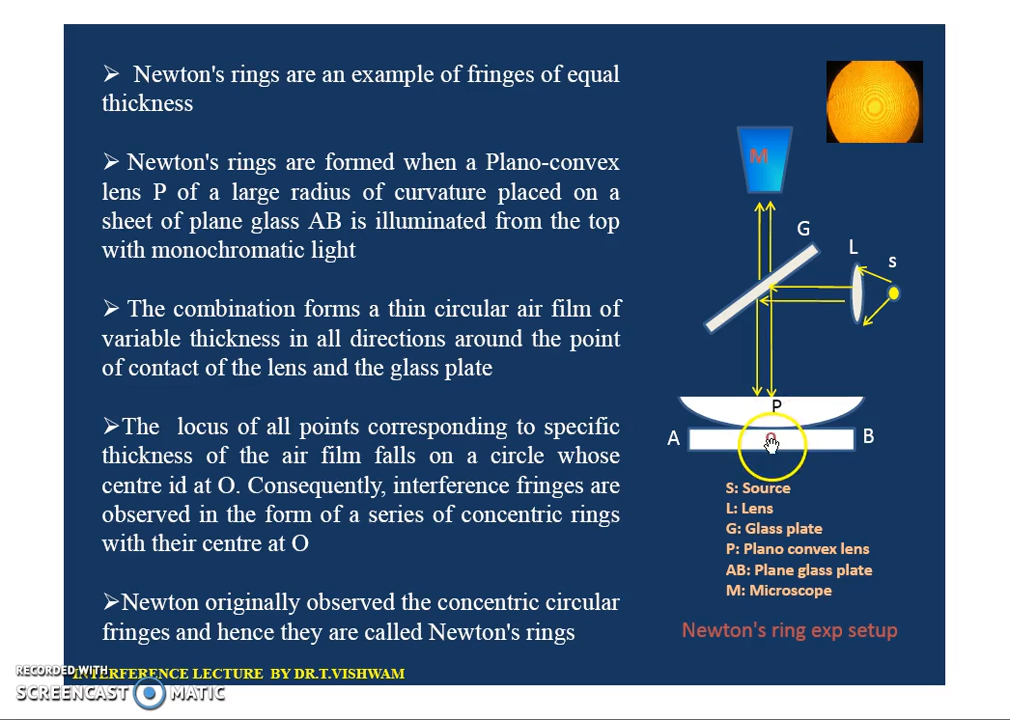 ➢ Newton's rings are an example of fringes of equal
thickness
➢ Newton's rings are formed when a Plano-convex
lens P of a large radius of curvature placed on a
sheet of plane glass AB is illuminated from the top
with monochromatic light
➢ The combination forms a thin circular air film of
variable thickness in all directions around the point
of contact of the lens and the glass plate
➢The locus of all points corresponding to specific
thickness of the air film falls on a circle whose
centre id at O. Consequently, interference fringes are
observed in the form of a series of concentric rings
with their centre at O
➢Newton originally observed the concentric circular
fringes and hence they are called Newton's rings
M
G
L
s
P
A
B
S: Source
L: Lens
G: Glass plate
P: Plano convex lens
AB: Plane glass plate
M: Microscope
Newton's ring exp setup
INTERFERENCE LECTURE BY DR.T.VISHWAM
RECORDED WITH
SCREENCAST MATIC